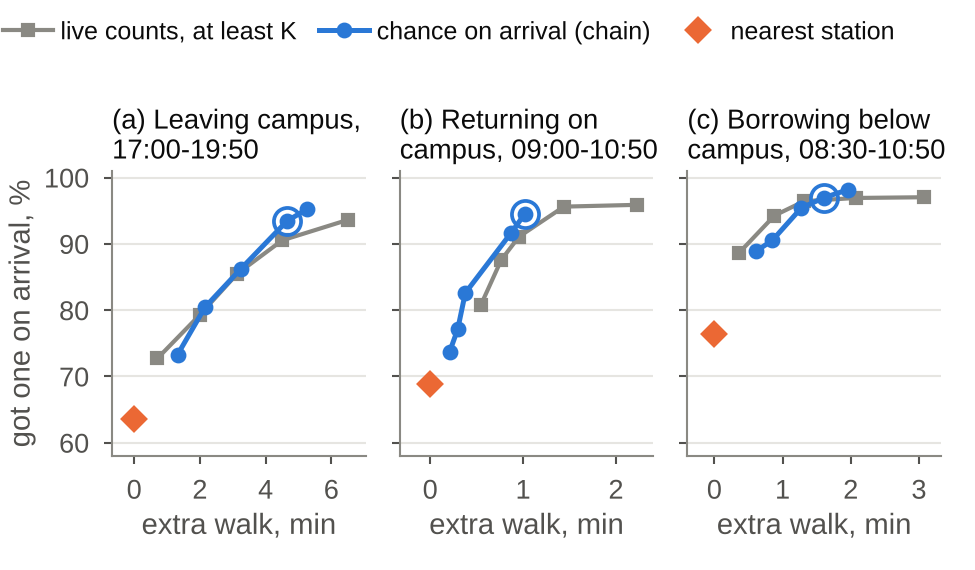 live counts, at least K chance on arrival (chain) nearest station
(a) Leaving campus,
17:00-19:50
(b) Returning on
campus, 09:00-10:50
(c) Borrowing below
campus, 08:30-10:50
got one on arrival, %
100
90
80
70
60
0 2 4 6
0 1 2
0 1 2 3
extra walk, min
extra walk, min
extra walk, min